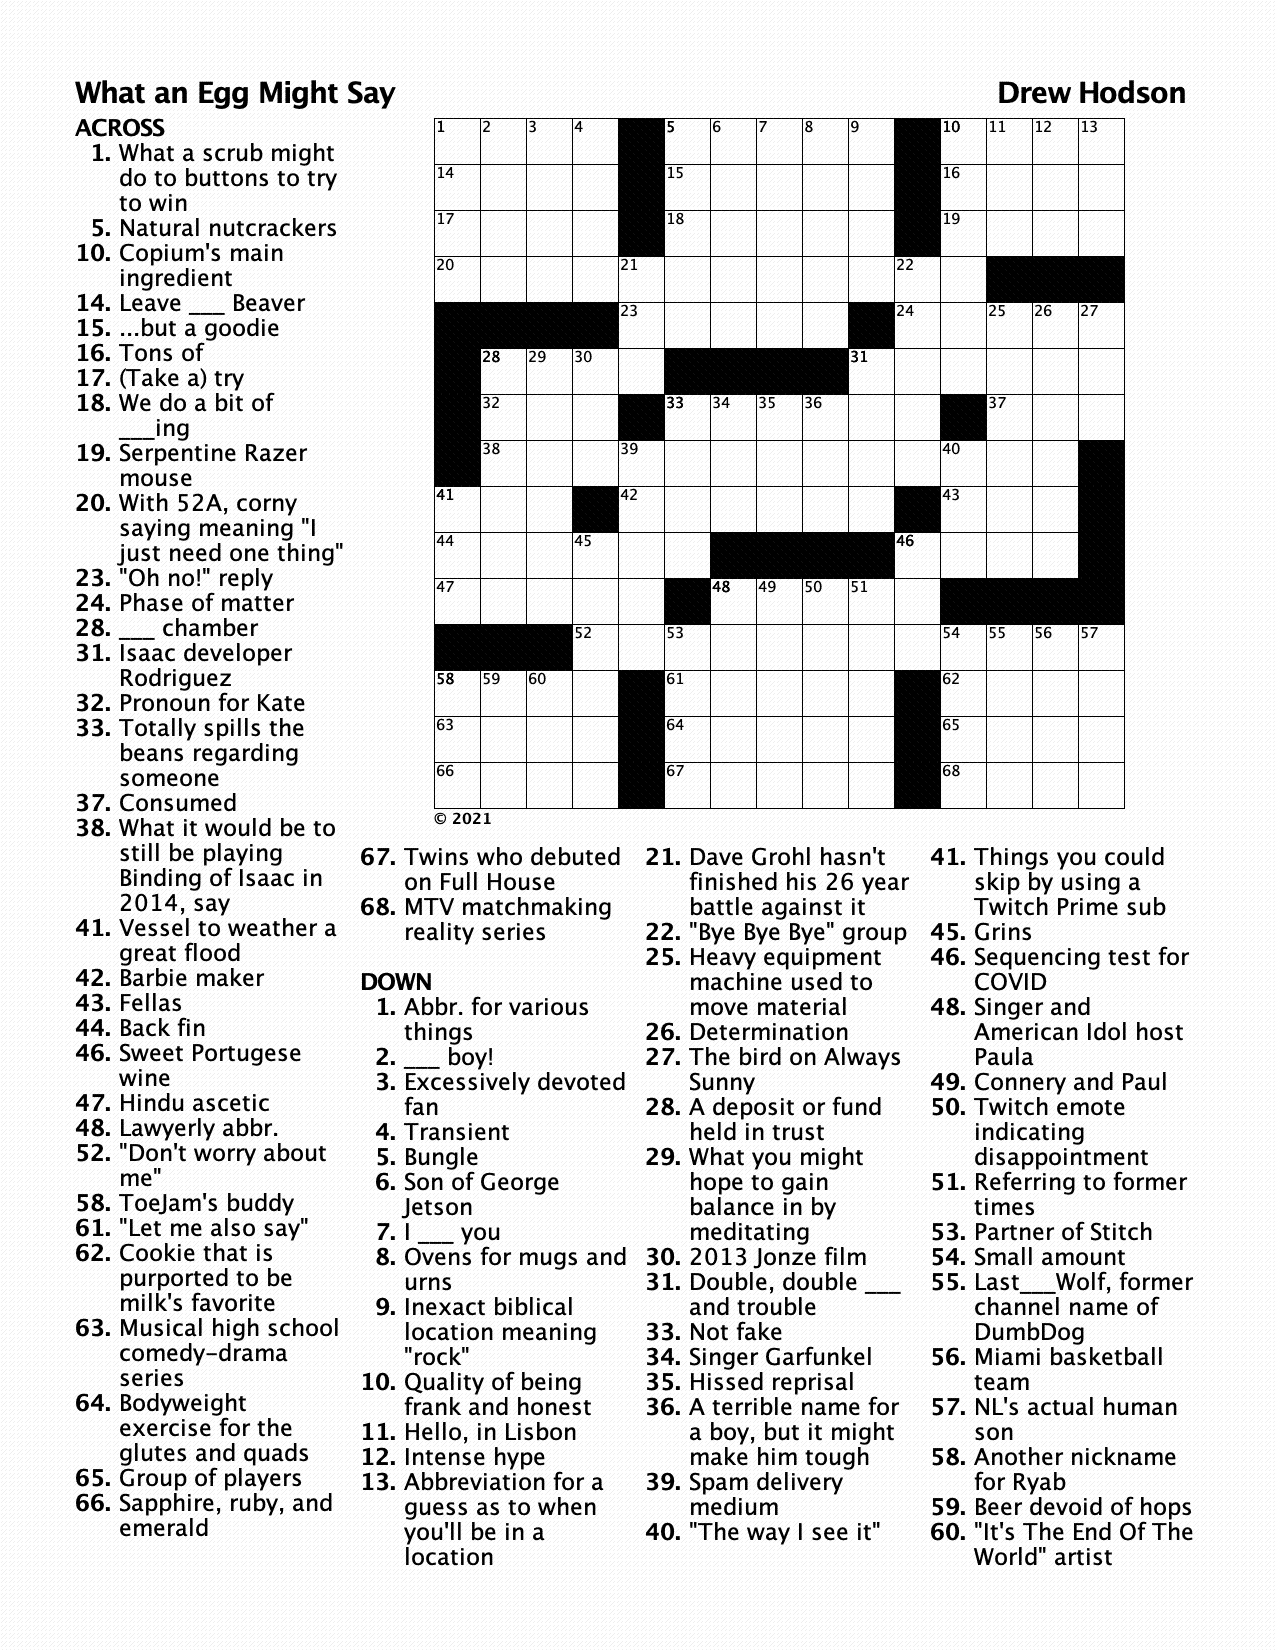 What an Egg Might Say
Drew Hodson
ACROSS
1. What a scrub might
do to buttons to try
to win
5. Natural nutcrackers
10. Copium's main
ingredient
14. Leave ___ Beaver
15. ...but a goodie
16. Tons of
17. (Take a) try
18. We do a bit of
___ing
19. Serpentine Razer
mouse
20. With 52A, corny
saying meaning "I
just need one thing"
23. "Oh no!" reply
24. Phase of matter
28. ___ chamber
31. Isaac developer
Rodriguez
32. Pronoun for Kate
33. Totally spills the
beans regarding
someone
37. Consumed
38. What it would be to
still be playing
Binding of Isaac in
2014, say
41. Vessel to weather a
great flood
42. Barbie maker
43. Fellas
44. Back fin
46. Sweet Portugese
wine
47. Hindu ascetic
48. Lawyerly abbr.
52. "Don't worry about
me"
58. ToeJam's buddy
61. "Let me also say"
62. Cookie that is
purported to be
milk's favorite
63. Musical high school
comedy-drama
series
64. Bodyweight
exercise for the
glutes and quads
65. Group of players
66. Sapphire, ruby, and
emerald
1 2 3 4 5 6 7 8 9 10 11 12 13
14 15 16
17 18 19
20 21 22
23 24 25 26 27
28 29 30 31
32 33 34 35 36 37
38 39 40
41 42 43
44 45 46
47 48 49 50 51
52 53 54 55 56 57
58 59 60 61 62
63 64 65
66 67 68
© 2021
67. Twins who debuted
on Full House
68. MTV matchmaking
reality series
DOWN
1. Abbr. for various
things
2. ___ boy!
3. Excessively devoted
fan
4. Transient
5. Bungle
6. Son of George
Jetson
7. I ___ you
8. Ovens for mugs and
urns
9. Inexact biblical
location meaning
"rock"
10. Quality of being
frank and honest
11. Hello, in Lisbon
12. Intense hype
13. Abbreviation for a
guess as to when
you'll be in a
location
21. Dave Grohl hasn't
finished his 26 year
battle against it
22. "Bye Bye Bye" group
25. Heavy equipment
machine used to
move material
26. Determination
27. The bird on Always
Sunny
28. A deposit or fund
held in trust
29. What you might
hope to gain
balance in by
meditating
30. 2013 Jonze film
31. Double, double ___
and trouble
33. Not fake
34. Singer Garfunkel
35. Hissed reprisal
36. A terrible name for
a boy, but it might
make him tough
39. Spam delivery
medium
40. "The way I see it"
41. Things you could
skip by using a
Twitch Prime sub
45. Grins
46. Sequencing test for
COVID
48. Singer and
American Idol host
Paula
49. Connery and Paul
50. Twitch emote
indicating
disappointment
51. Referring to former
times
53. Partner of Stitch
54. Small amount
55. Last___Wolf, former
channel name of
DumbDog
56. Miami basketball
team
57. NL's actual human
son
58. Another nickname
for Ryab
59. Beer devoid of hops
60. "It's The End Of The
World" artist